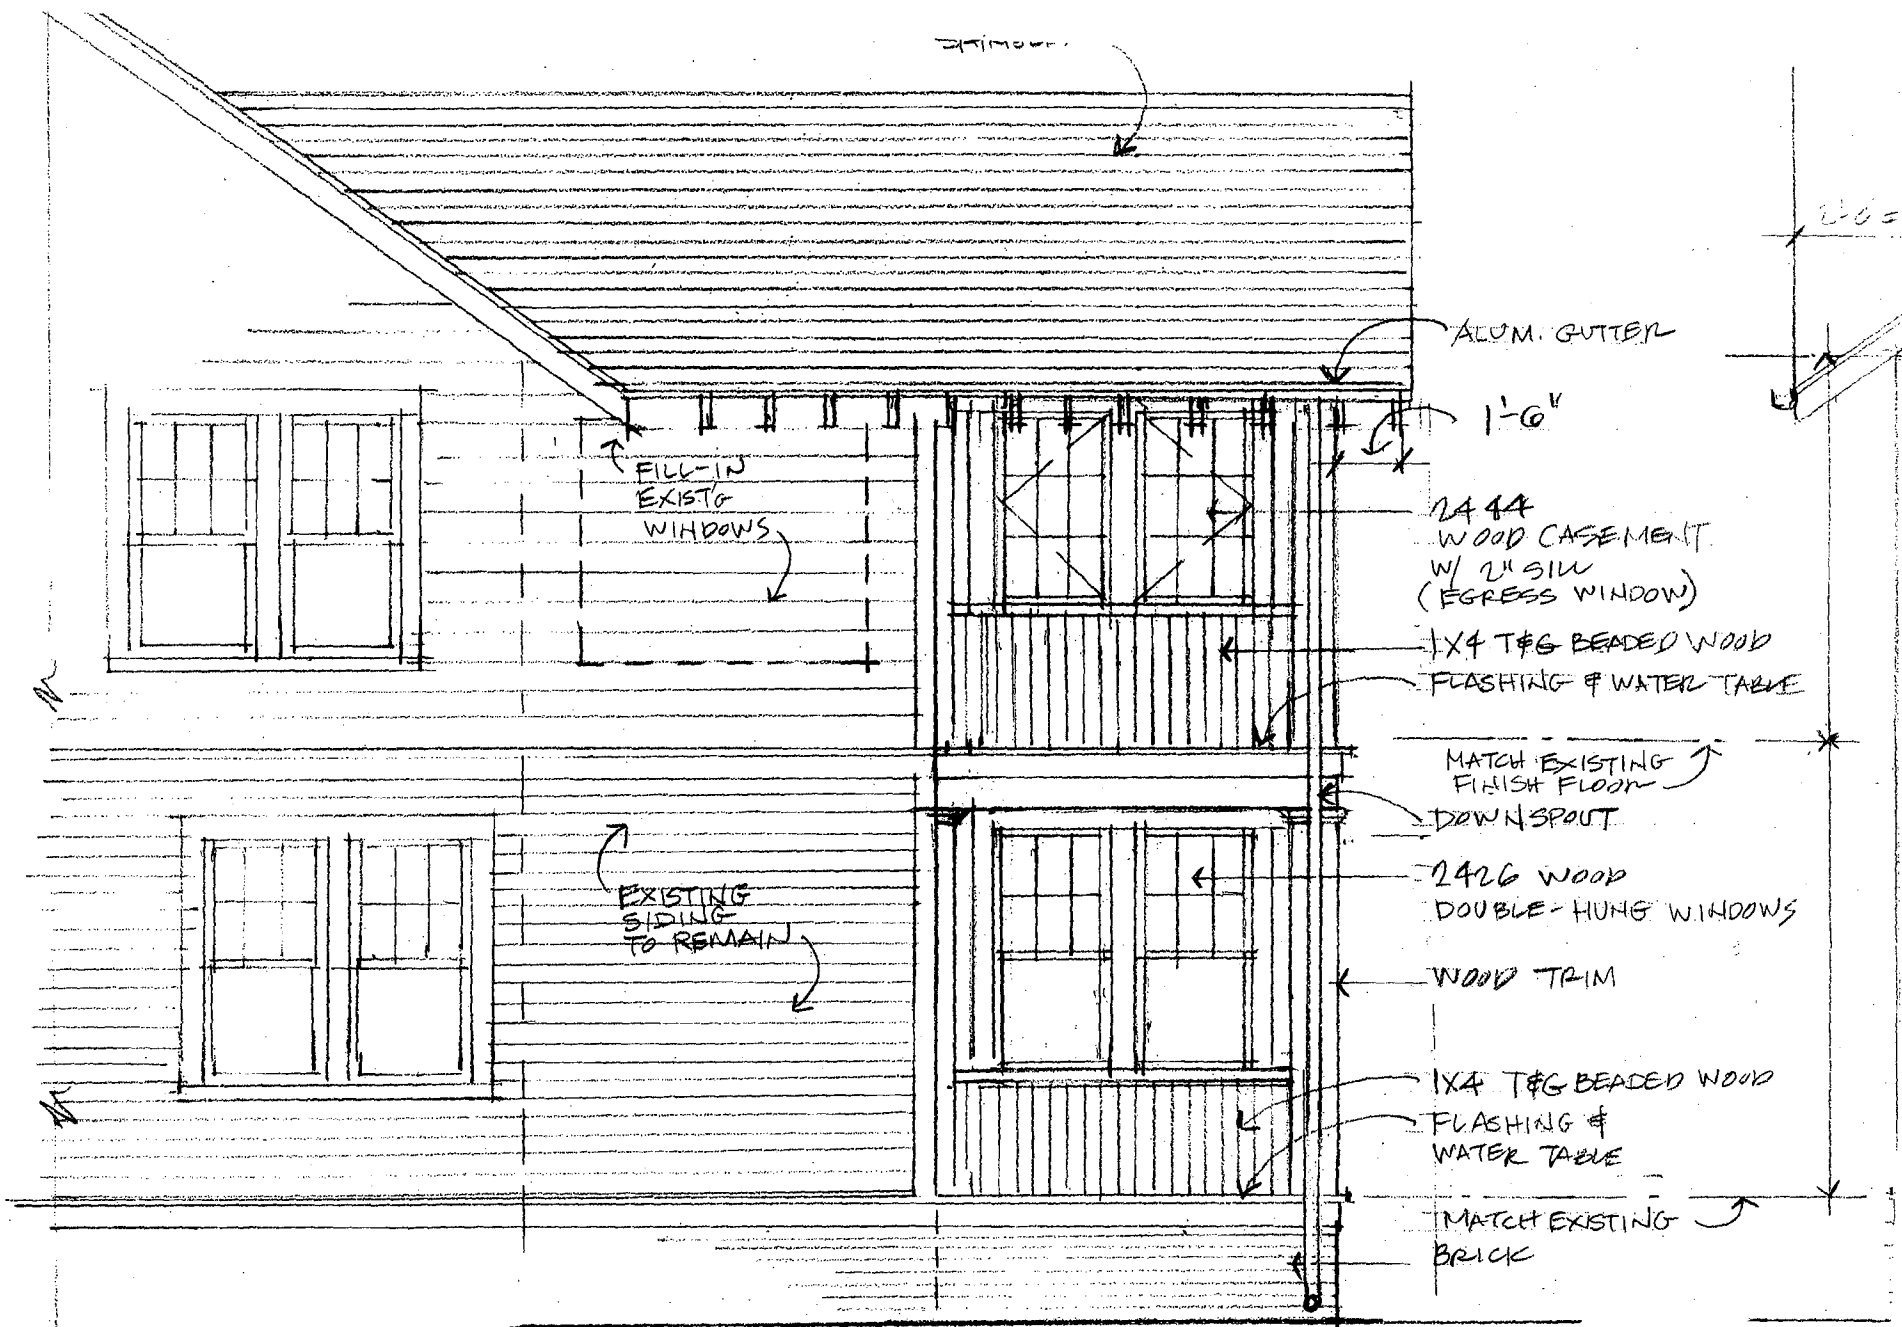 ALUM. GUTTER
1'-6"
FILL-IN
EXIST'G
WINDOWS
2444
WOOD CASEMENT
W/ 2" SILL
(EGRESS WINDOW)
1X4 T&G BEADED WOOD
FLASHING & WATER TABLE
MATCH EXISTING
FINISH FLOOR
DOWNSPOUT
2426 WOOD
DOUBLE-HUNG WINDOWS
EXISTING
SIDING
TO REMAIN
WOOD TRIM
1X4 T&G BEADED WOOD
FLASHING &
WATER TABLE
MATCH EXISTING
BRICK